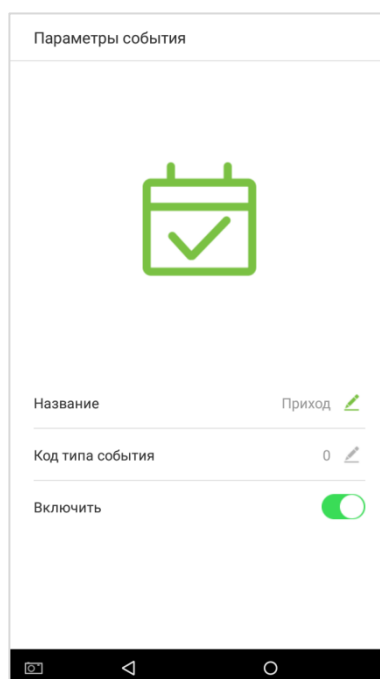 Параметры события
Название Приход
Код типа события 0
Включить